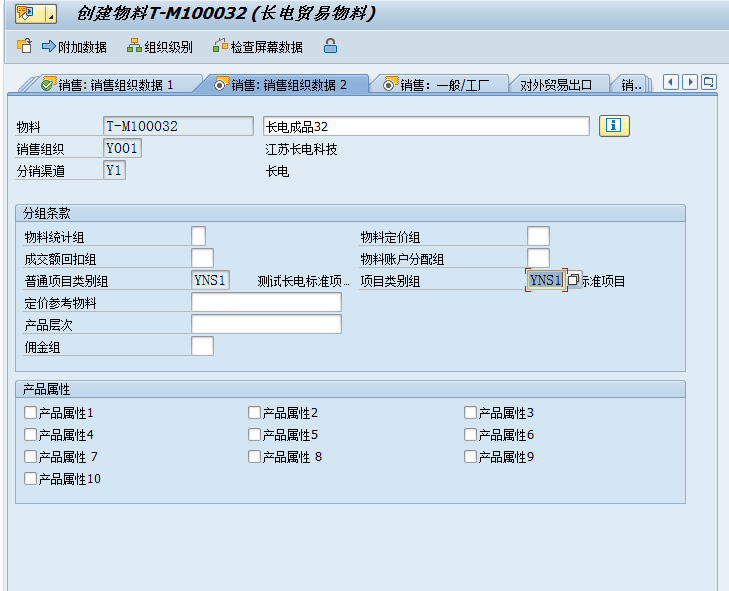 创建物料T-M100032 (长电贸易物料)
附加数据 组织级别 检查屏幕数据
销售: 销售组织数据 1 销售: 销售组织数据 2 销售: 一般/工厂 对外贸易出口 销..
物料 T-M100032 长电成品32
销售组织 Y001 江苏长电科技
分销渠道 Y1 长电
分组条款
物料统计组 物料定价组
成交额回扣组 物料账户分配组
普通项目类别组 YNS1 测试长电标准项... 项目类别组 YNS1 标准项目
定价参考物料
产品层次
佣金组
产品属性
产品属性1 产品属性2 产品属性3
产品属性4 产品属性5 产品属性6
产品属性 7 产品属性 8 产品属性9
产品属性10